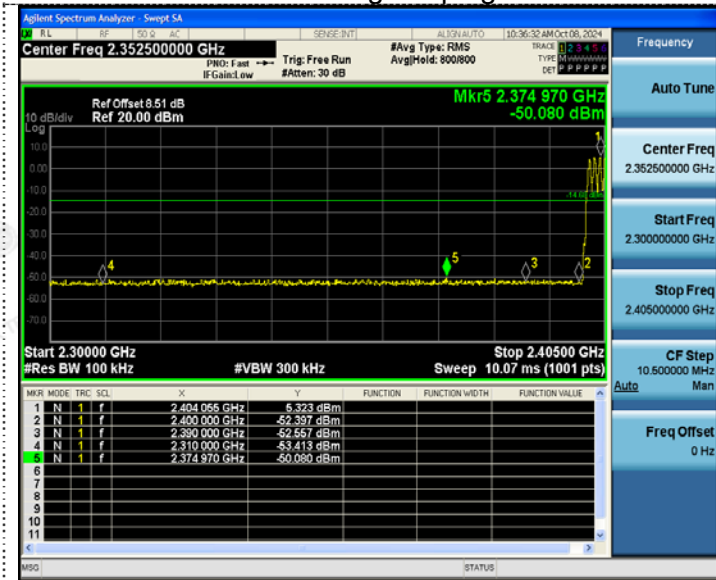 Agilent Spectrum Analyzer - Swept SA
RL RF 50 Ω AC SENSE:INT ALIGN AUTO 10:36:32 AM Oct 08, 2024
Center Freq 2.352500000 GHz #Avg Type: RMS TRACE 1 2 3 4 5 6
PNO: Fast Trig: Free Run Avg|Hold: 800/800 TYPE M
IFGain:Low #Atten: 30 dB DET P P P P P P
Ref Offset 8.51 dB Mkr5 2.374 970 GHz
10 dB/div Ref 20.00 dBm -50.080 dBm
Log
10.0
0.00
-10.0
-20.0
-30.0
-40.0
-50.0
-60.0
-70.0
1
4
5
3
2
Start 2.30000 GHz Stop 2.40500 GHz
#Res BW 100 kHz #VBW 300 kHz Sweep 10.07 ms (1001 pts)
MKR MODE TRC SCL X Y FUNCTION FUNCTION WIDTH FUNCTION VALUE
1 N 1 f 2.404 055 GHz 5.323 dBm
2 N 1 f 2.400 000 GHz -52.397 dBm
3 N 1 f 2.390 000 GHz -52.557 dBm
4 N 1 f 2.310 000 GHz -53.413 dBm
5 N 1 f 2.374 970 GHz -50.080 dBm
6
7
8
9
10
11
MSG STATUS
Frequency
Auto Tune
Center Freq
2.352500000 GHz
Start Freq
2.300000000 GHz
Stop Freq
2.405000000 GHz
CF Step
10.500000 MHz
Auto Man
Freq Offset
0 Hz